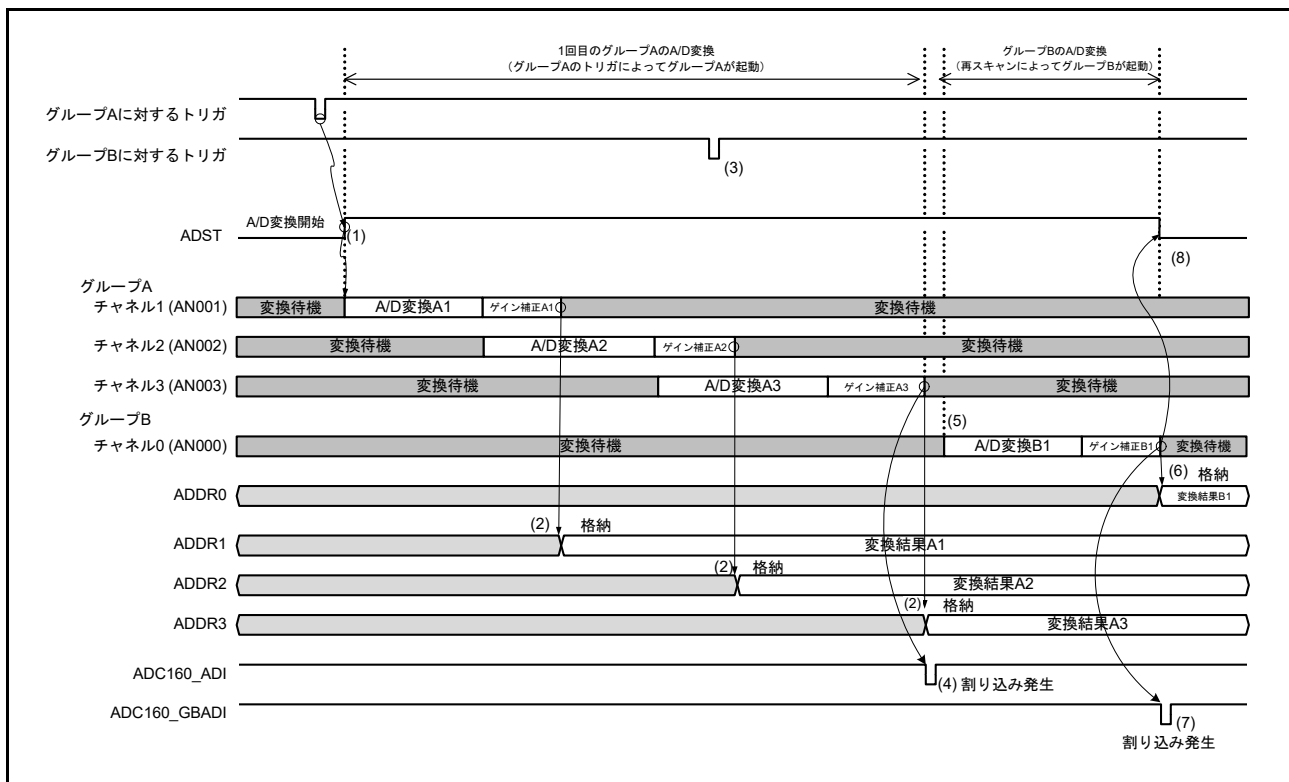 1回目のグループAのA/D変換
（グループAのトリガによってグループAが起動）
グループBのA/D変換
（再スキャンによってグループBが起動）
グループAに対するトリガ
グループBに対するトリガ
(3)
A/D変換開始
ADST
(1)
(8)
グループA
チャネル1 (AN001)
変換待機
A/D変換A1
ゲイン補正A1
変換待機
チャネル2 (AN002)
変換待機
A/D変換A2
ゲイン補正A2
変換待機
チャネル3 (AN003)
変換待機
A/D変換A3
ゲイン補正A3
変換待機
グループB
(5)
チャネル0 (AN000)
変換待機
A/D変換B1
ゲイン補正B1
変換待機
(6) 格納
ADDR0
変換結果B1
(2) 格納
ADDR1
変換結果A1
(2) 格納
ADDR2
変換結果A2
(2) 格納
ADDR3
変換結果A3
ADC160_ADI
(4) 割り込み発生
ADC160_GBADI
(7)
割り込み発生